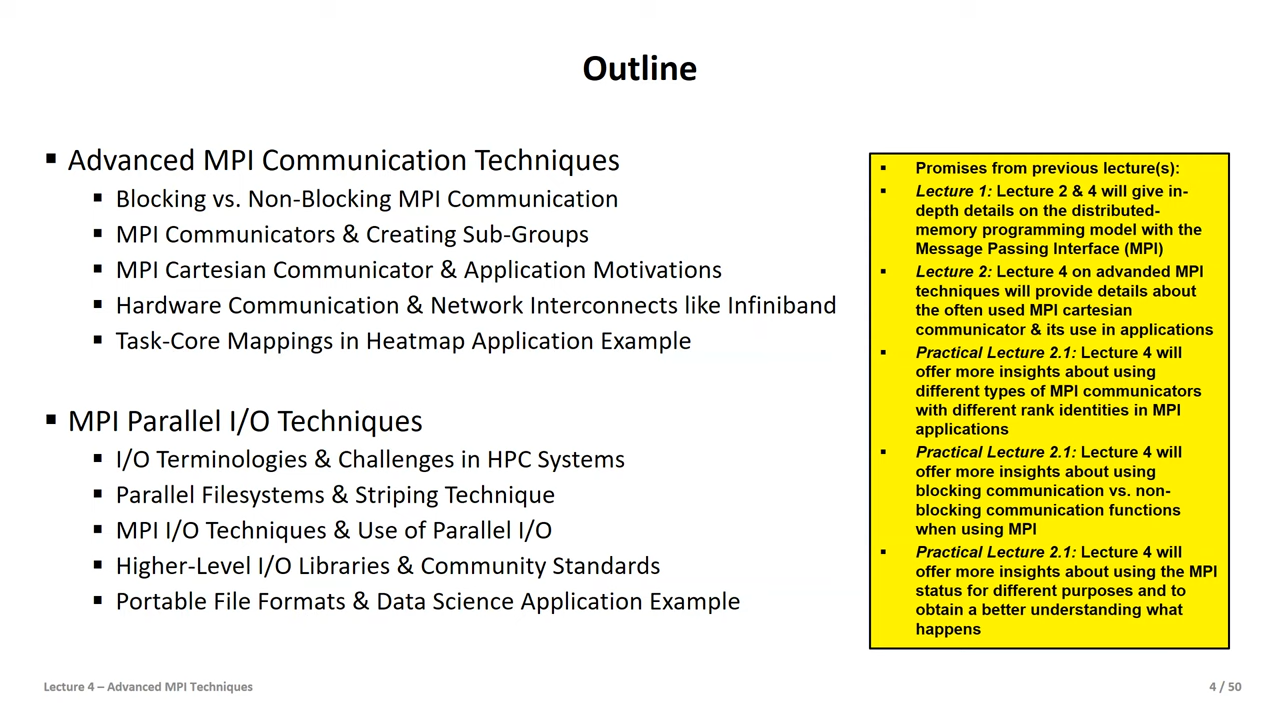 Outline
▪ Advanced MPI Communication Techniques
▪ Blocking vs. Non-Blocking MPI Communication
▪ MPI Communicators & Creating Sub-Groups
▪ MPI Cartesian Communicator & Application Motivations
▪ Hardware Communication & Network Interconnects like Infiniband
▪ Task-Core Mappings in Heatmap Application Example
▪ MPI Parallel I/O Techniques
▪ I/O Terminologies & Challenges in HPC Systems
▪ Parallel Filesystems & Striping Technique
▪ MPI I/O Techniques & Use of Parallel I/O
▪ Higher-Level I/O Libraries & Community Standards
▪ Portable File Formats & Data Science Application Example
▪ Promises from previous lecture(s):
▪ Lecture 1: Lecture 2 & 4 will give in-
depth details on the distributed-
memory programming model with the
Message Passing Interface (MPI)
▪ Lecture 2: Lecture 4 on advanded MPI
techniques will provide details about
the often used MPI cartesian
communicator & its use in applications
▪ Practical Lecture 2.1: Lecture 4 will
offer more insights about using
different types of MPI communicators
with different rank identities in MPI
applications
▪ Practical Lecture 2.1: Lecture 4 will
offer more insights about using
blocking communication vs. non-
blocking communication functions
when using MPI
▪ Practical Lecture 2.1: Lecture 4 will
offer more insights about using the MPI
status for different purposes and to
obtain a better understanding what
happens
Lecture 4 – Advanced MPI Techniques
4 / 50